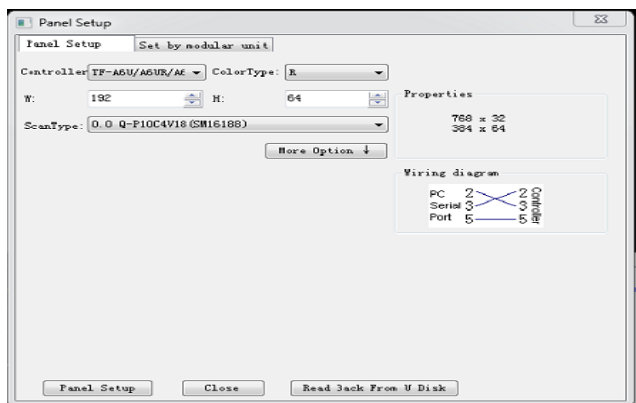 Panel Setup
Panel Setup
Set by modular unit
Controller TF-A6U/A6UR/A6 ColorType: R
W: 192 H: 64
ScanType: 0.0 Q-P10C4V18(SM16188)
More Option ↓
Properties
768 x 32
384 x 64
Wiring diagram
PC 2 2 Controller
Serial 3 3
Port 5 5
Panel Setup
Close
Read Back From U Disk